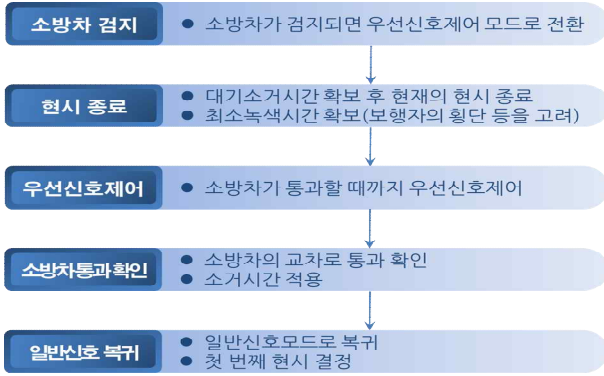 소방차 검지
● 소방차가 검지되면 우선신호제어 모드로 전환
현시 종료
● 대기소거시간 확보 후 현재의 현시 종료
● 최소녹색시간 확보(보행자의 횡단 등을 고려)
우선신호제어
● 소방차기 통과할 때까지 우선신호제어
소방차통과확인
● 소방차의 교차로 통과 확인
● 소거시간 적용
일반신호 복귀
● 일반신호모드로 복귀
● 첫 번째 현시 결정